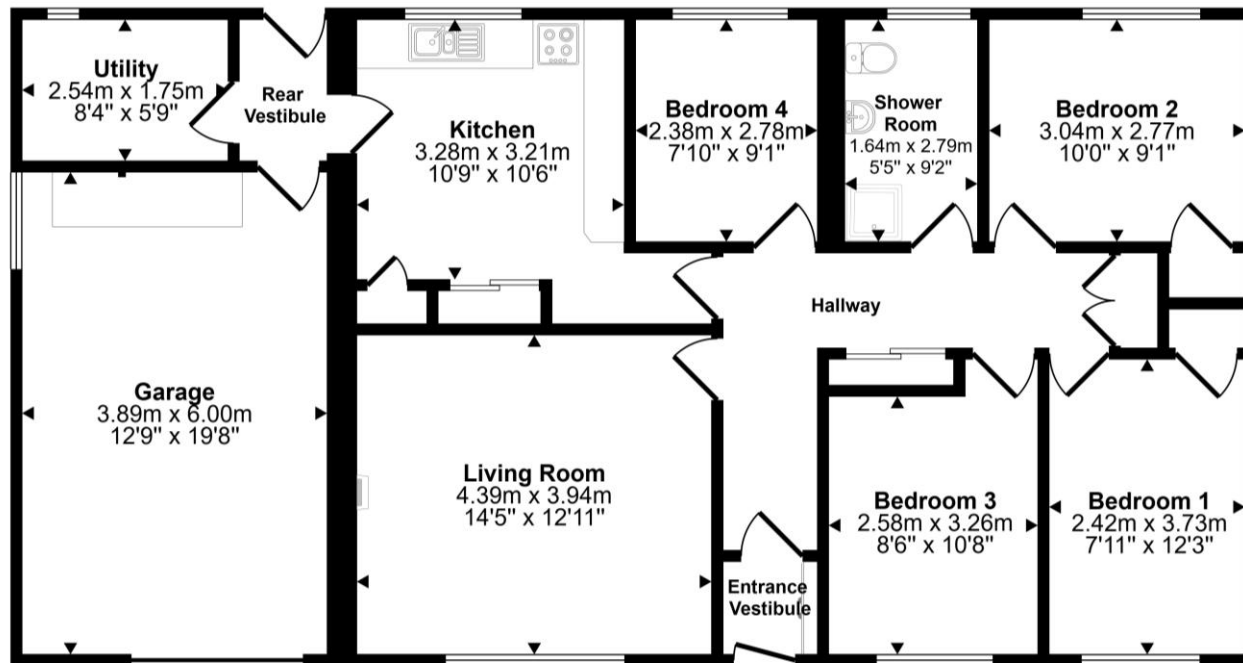 Utility
2.54m x 1.75m
8'4" x 5'9"
Rear
Vestibule
Kitchen
3.28m x 3.21m
10'9" x 10'6"
Bedroom 4
2.38m x 2.78m
7'10" x 9'1"
Shower
Room
1.64m x 2.79m
5'5" x 9'2"
Bedroom 2
3.04m x 2.77m
10'0" x 9'1"
Hallway
Garage
3.89m x 6.00m
12'9" x 19'8"
Living Room
4.39m x 3.94m
14'5" x 12'11"
Bedroom 3
2.58m x 3.26m
8'6" x 10'8"
Bedroom 1
2.42m x 3.73m
7'11" x 12'3"
Entrance
Vestibule